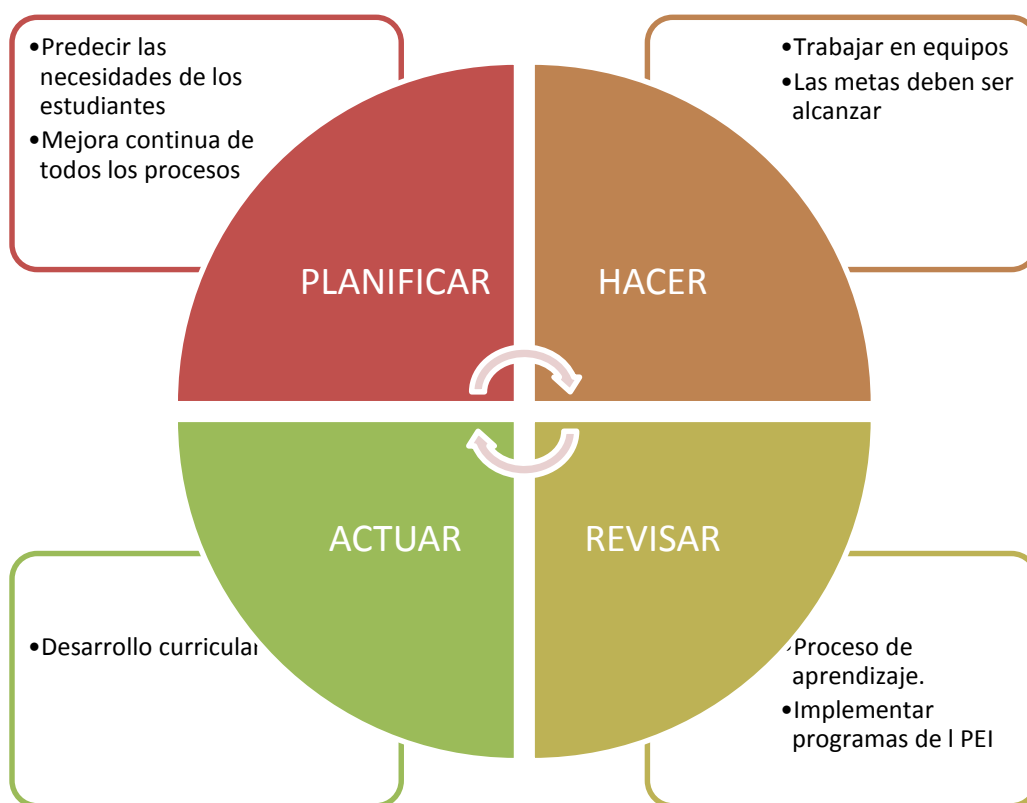 •Predecir las
necesidades de los
estudiantes
•Mejora continua de
todos los procesos
•Trabajar en equipos
•Las metas deben ser
alcanzar
PLANIFICAR
HACER
ACTUAR
REVISAR
•Desarrollo curricular
•Proceso de
aprendizaje.
•Implementar
programas de l PEI